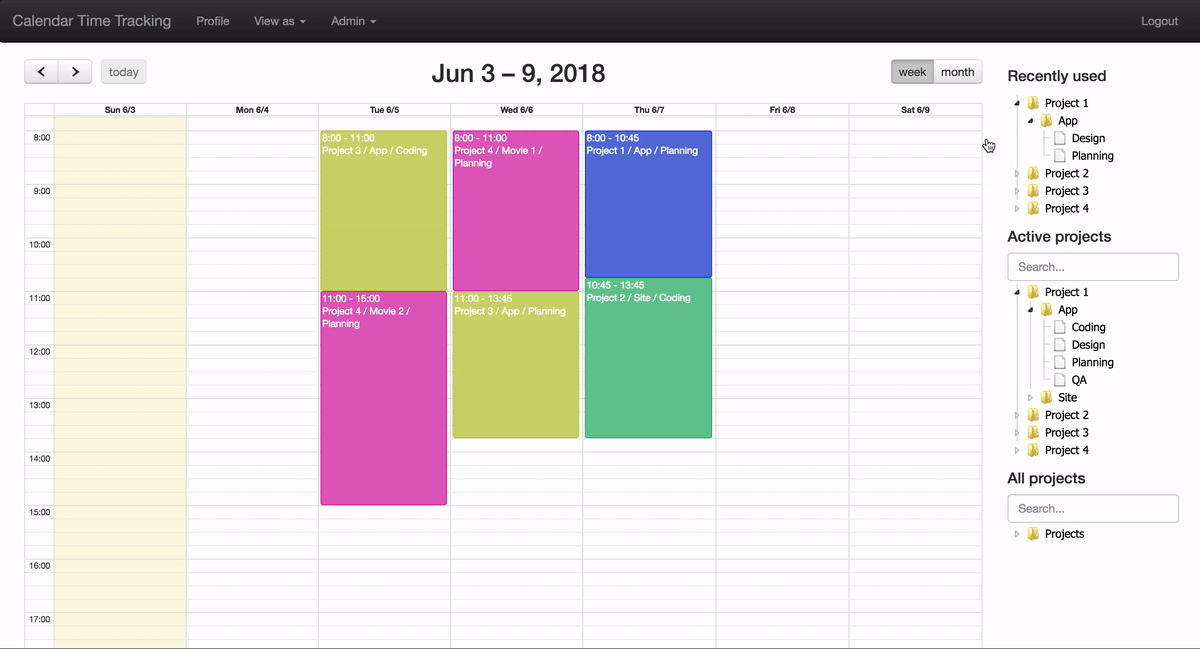 Calendar Time Tracking Profile View as Admin Logout
today
Jun 3 – 9, 2018
week month
Sun 6/3 Mon 6/4 Tue 6/5 Wed 6/6 Thu 6/7 Fri 6/8 Sat 6/9
8:00
9:00
10:00
11:00
12:00
13:00
14:00
15:00
16:00
17:00
8:00 - 11:00
Project 3 / App / Coding
11:00 - 15:00
Project 4 / Movie 2 /
Planning
8:00 - 11:00
Project 4 / Movie 1 /
Planning
11:00 - 13:45
Project 3 / App / Planning
8:00 - 10:45
Project 1 / App / Planning
10:45 - 13:45
Project 2 / Site / Coding
Recently used
Project 1
App
Design
Planning
Project 2
Project 3
Project 4
Active projects
Search...
Project 1
App
Coding
Design
Planning
QA
Site
Project 2
Project 3
Project 4
All projects
Search...
Projects